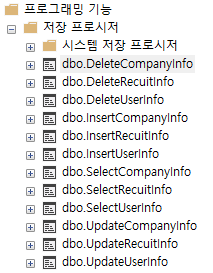 프로그래밍 기능
저장 프로시저
시스템 저장 프로시저
dbo.DeleteCompanyInfo
dbo.DeleteRecuitInfo
dbo.DeleteUserInfo
dbo.InsertCompanyInfo
dbo.InsertRecuitInfo
dbo.InsertUserInfo
dbo.SelectCompanyInfo
dbo.SelectRecuitInfo
dbo.SelectUserInfo
dbo.UpdateCompanyInfo
dbo.UpdateRecuitInfo
dbo.UpdateUserInfo